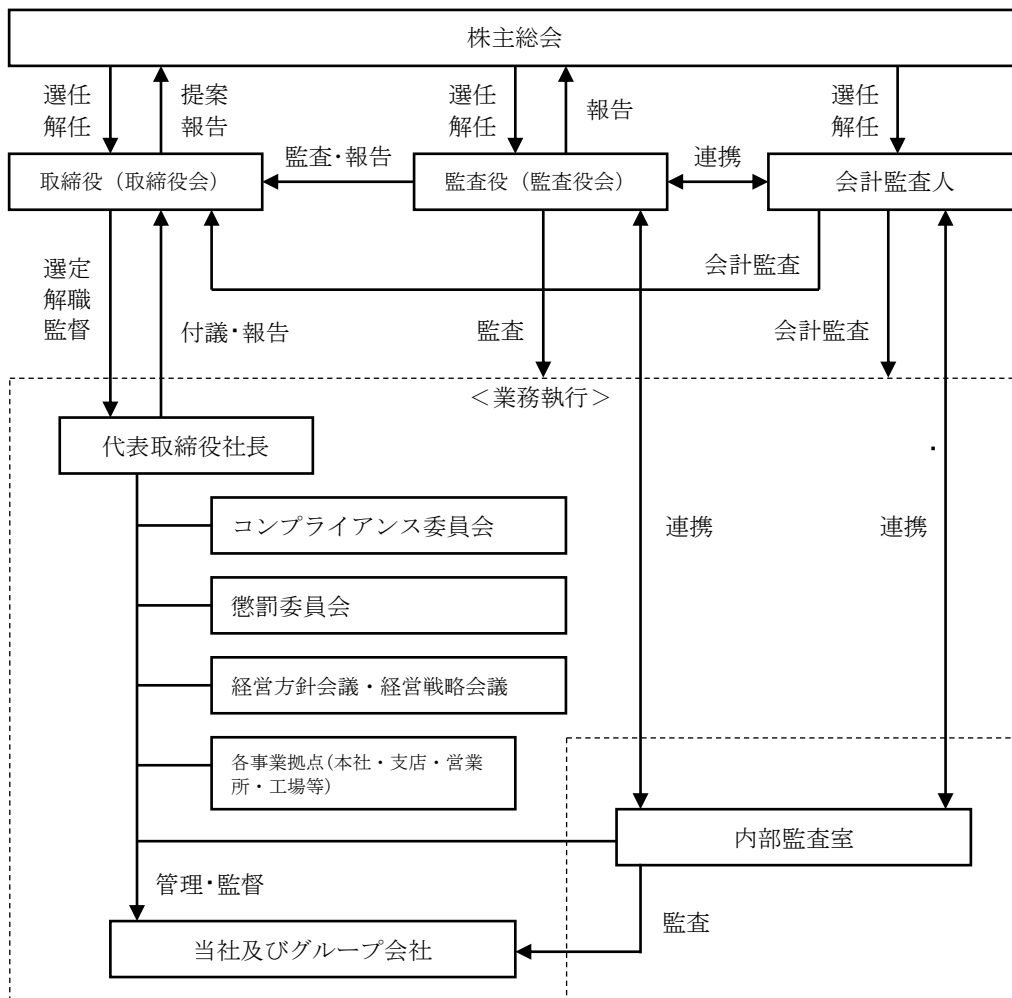 株主総会
選任
解任
提案
報告
選任
解任
報告
選任
解任
取締役（取締役会）
監査・報告
監査役（監査役会）
連携
会計監査人
選定
解職
監督
付議・報告
監査
会計監査
会計監査
＜業務執行＞
代表取締役社長
コンプライアンス委員会
連携
連携
懲罰委員会
経営方針会議・経営戦略会議
各事業拠点(本社・支店・営業
所・工場等)
内部監査室
管理・監督
監査
当社及びグループ会社